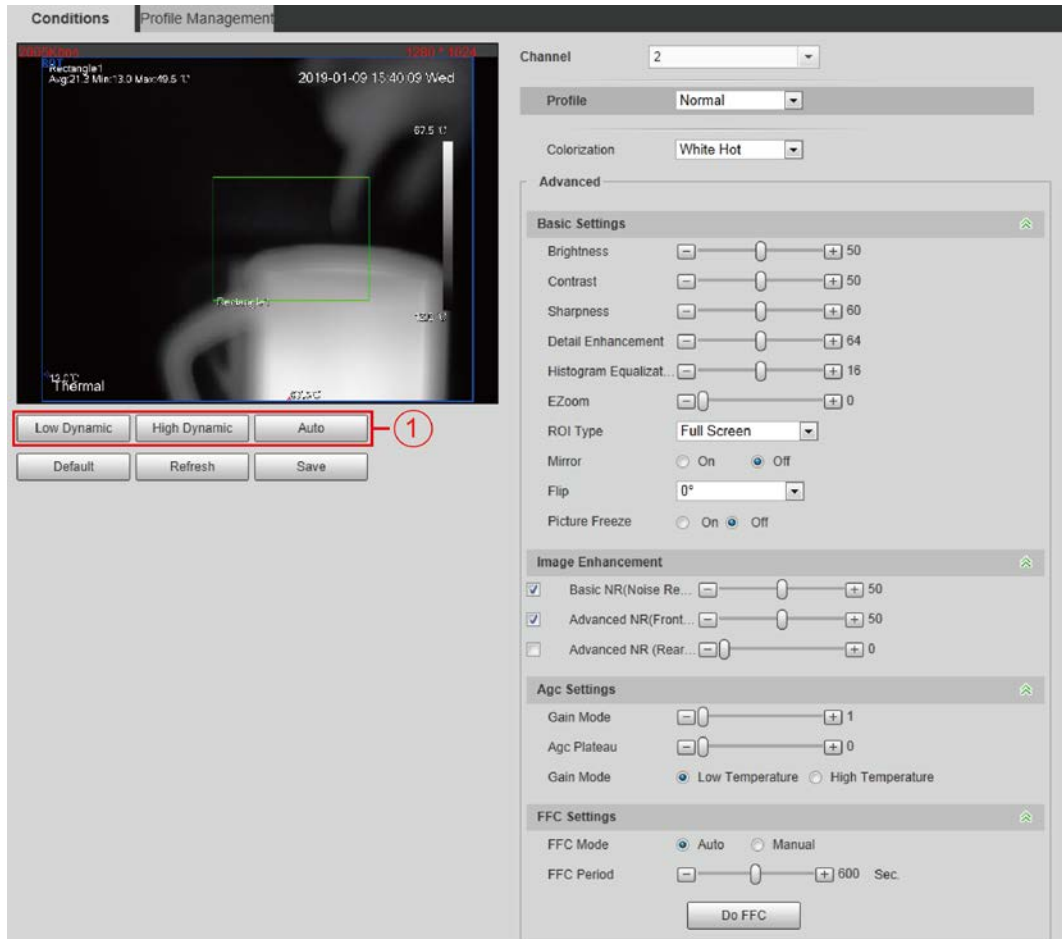 Conditions
Profile Management
1280 * 1024
Rectangle1
Avg:21.3 Min:13.0 Max:49.5 ℃
2019-01-09 15:40:09 Wed
67.5 ℃
Rectangle1
Thermal
Low Dynamic
High Dynamic
Auto
1
Default
Refresh
Save
Channel
2
Profile
Normal
Colorization
White Hot
Advanced
Basic Settings
Brightness
50
Contrast
50
Sharpness
60
Detail Enhancement
64
Histogram Equalizat...
16
EZoom
0
ROI Type
Full Screen
Mirror
On
Off
Flip
0°
Picture Freeze
On
Off
Image Enhancement
Basic NR(Noise Re...
50
Advanced NR(Front...
50
Advanced NR (Rear...
0
Agc Settings
Gain Mode
1
Agc Plateau
0
Gain Mode
Low Temperature
High Temperature
FFC Settings
FFC Mode
Auto
Manual
FFC Period
600 Sec.
Do FFC